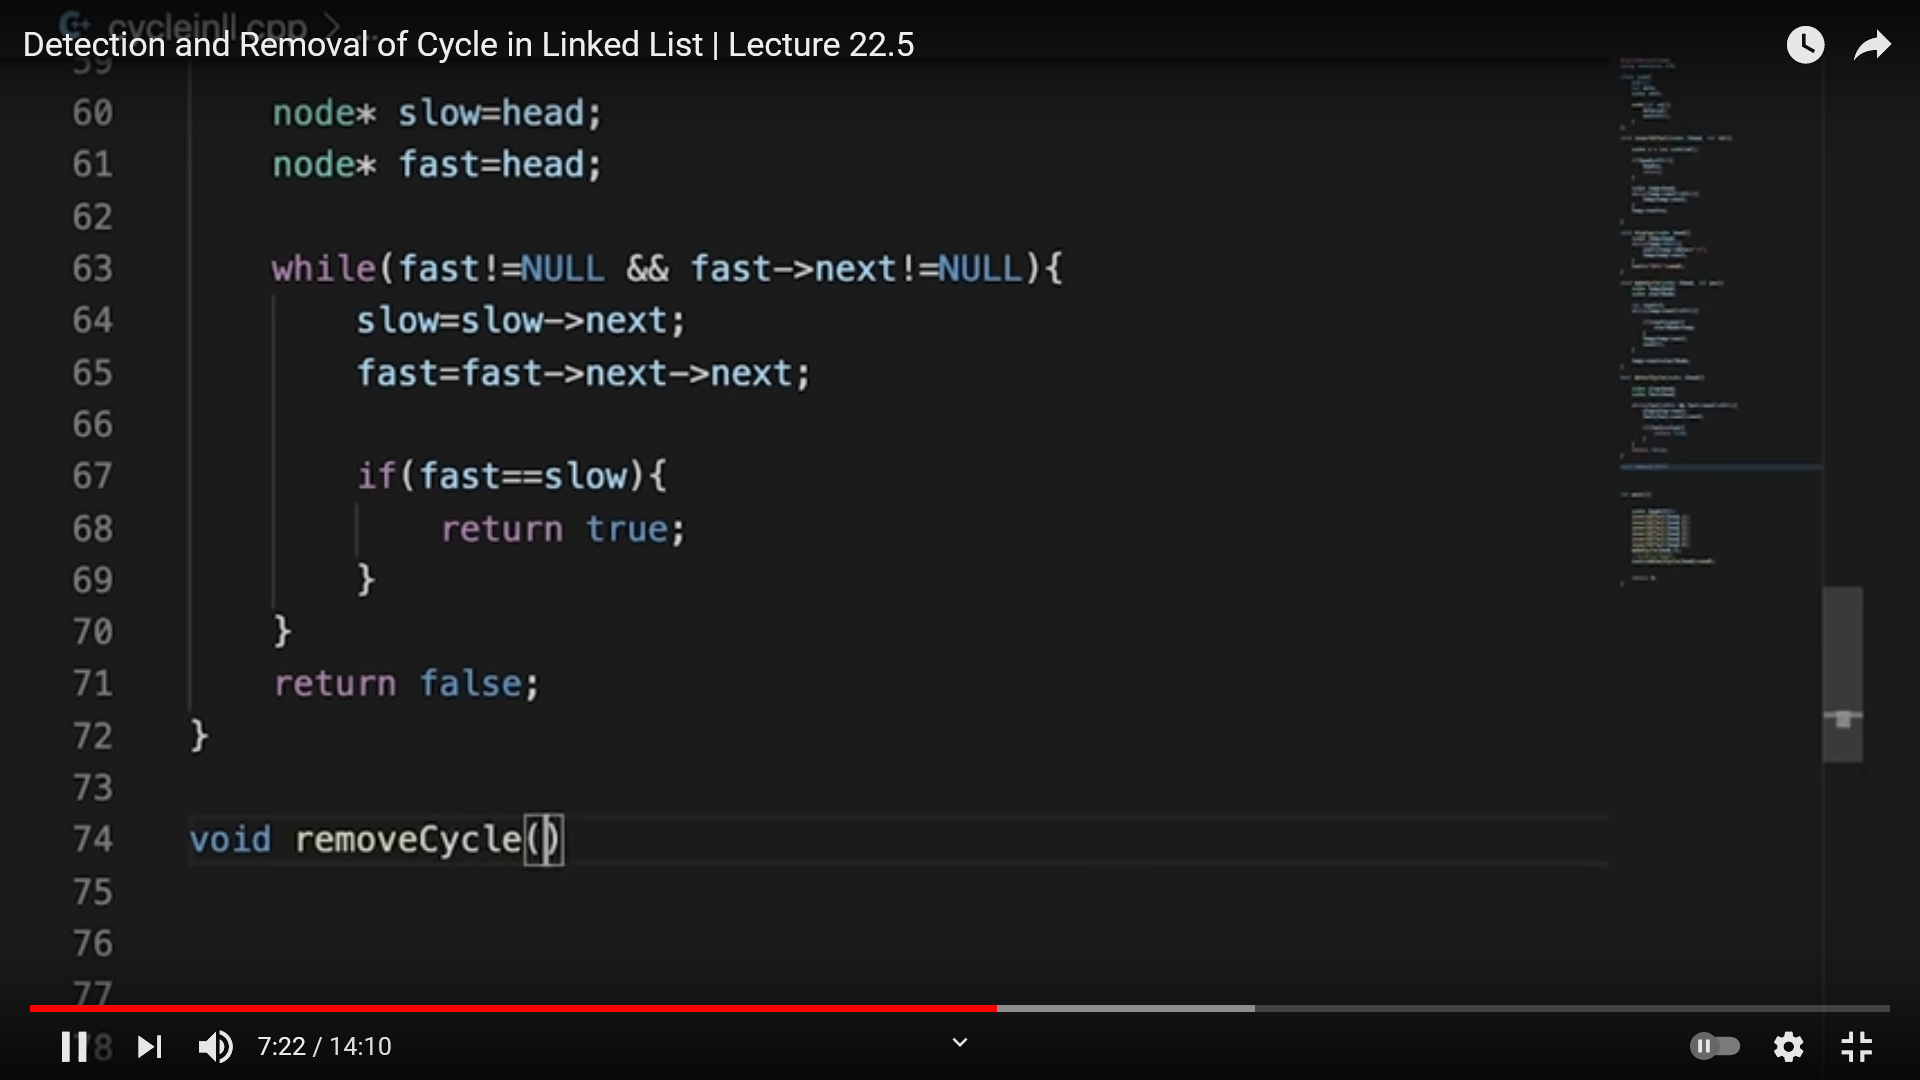 cycleinll.cpp > ...
Detection and Removal of Cycle in Linked List | Lecture 22.5
59
60 node* slow=head;
61 node* fast=head;
62
63 while(fast!=NULL && fast->next!=NULL){
64 slow=slow->next;
65 fast=fast->next->next;
66
67 if(fast==slow){
68 return true;
69 }
70 }
71 return false;
72 }
73
74 void removeCycle()
75
76
77
78
7:22 / 14:10